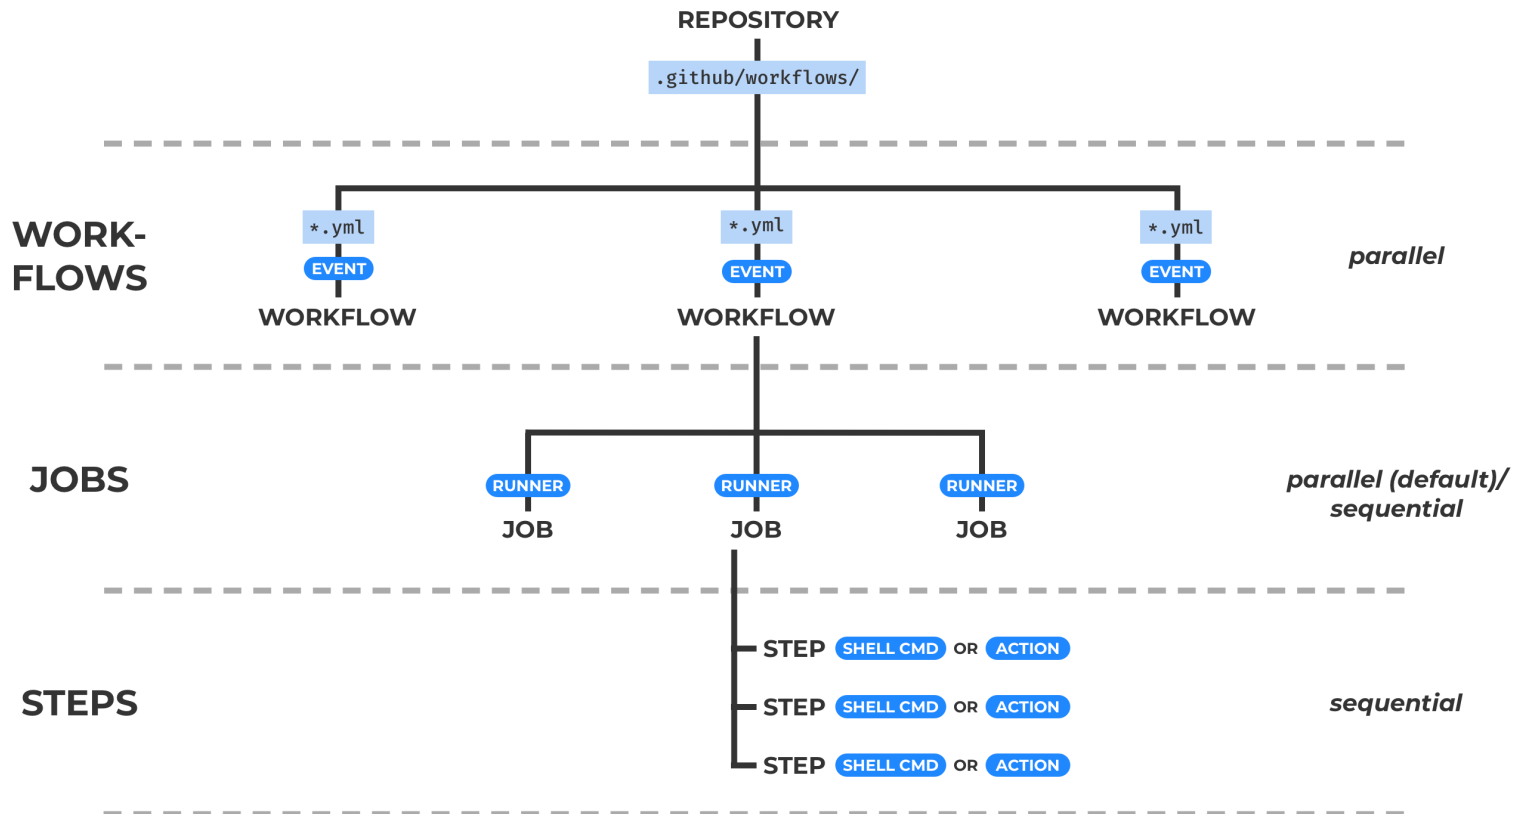 REPOSITORY
.github/workflows/
WORK-
FLOWS
*.yml
*.yml
*.yml
EVENT
EVENT
EVENT
parallel
WORKFLOW
WORKFLOW
WORKFLOW
JOBS
RUNNER
RUNNER
RUNNER
parallel (default)/
sequential
JOB
JOB
JOB
STEPS
STEP SHELL CMD OR ACTION
STEP SHELL CMD OR ACTION
STEP SHELL CMD OR ACTION
sequential